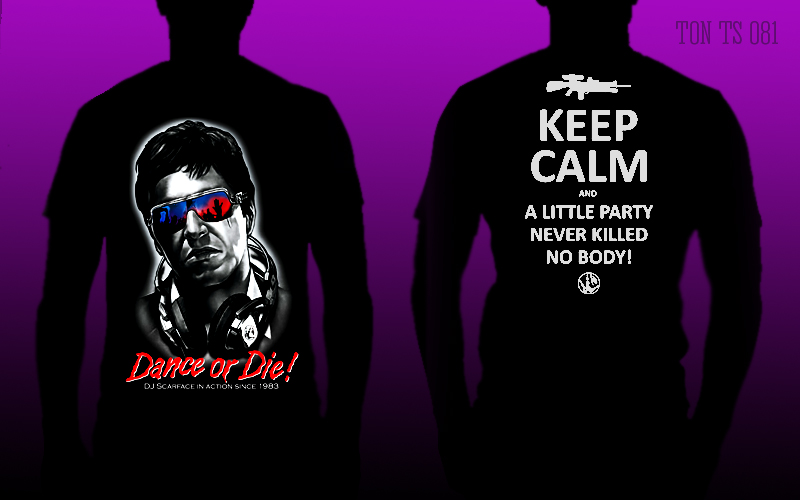 TON TS 081
Dance or Die!
DJ SCARFACE IN ACTION SINCE 1983
KEEP
CALM
AND
A LITTLE PARTY
NEVER KILLED
NO BODY!